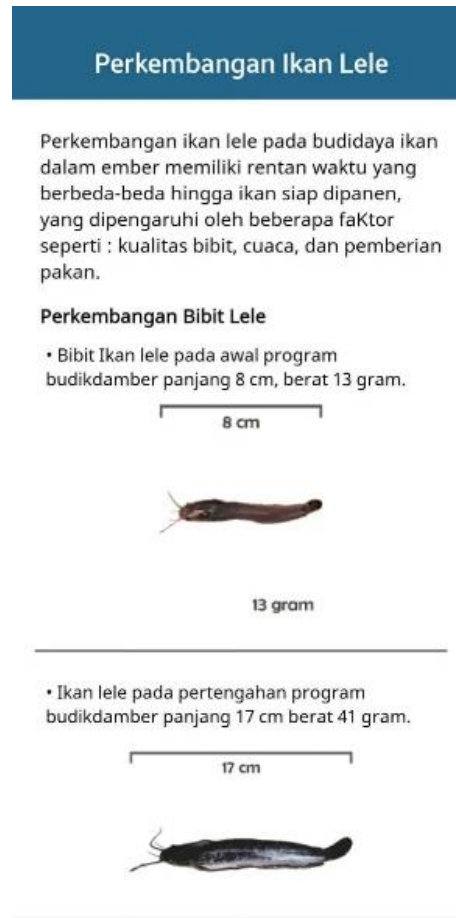 Perkembangan Ikan Lele
Perkembangan ikan lele pada budidaya ikan
dalam ember memiliki rentan waktu yang
berbeda-beda hingga ikan siap dipanen,
yang dipengaruhi oleh beberapa faKtor
seperti : kualitas bibit, cuaca, dan pemberian
pakan.
Perkembangan Bibit Lele
• Bibit Ikan lele pada awal program
budikdamber panjang 8 cm, berat 13 gram.
8 cm
13 gram
• Ikan lele pada pertengahan program
budikdamber panjang 17 cm berat 41 gram.
17 cm